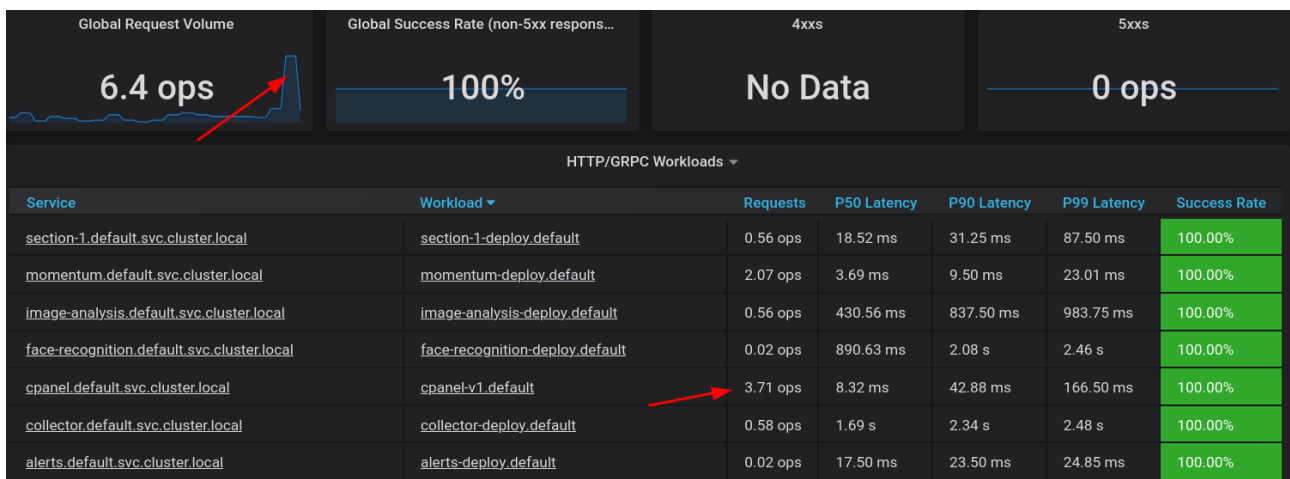 Global Request Volume Global Success Rate (non-5xx respons... 4xxs 5xxs
6.4 ops 100% No Data 0 ops
HTTP/GRPC Workloads
Service Workload Requests P50 Latency P90 Latency P99 Latency Success Rate
section-1.default.svc.cluster.local section-1-deploy.default 0.56 ops 18.52 ms 31.25 ms 87.50 ms 100.00%
momentum.default.svc.cluster.local momentum-deploy.default 2.07 ops 3.69 ms 9.50 ms 23.01 ms 100.00%
image-analysis.default.svc.cluster.local image-analysis-deploy.default 0.56 ops 430.56 ms 837.50 ms 983.75 ms 100.00%
face-recognition.default.svc.cluster.local face-recognition-deploy.default 0.02 ops 890.63 ms 2.08 s 2.46 s 100.00%
cpanel.default.svc.cluster.local cpanel-v1.default 3.71 ops 8.32 ms 42.88 ms 166.50 ms 100.00%
collector.default.svc.cluster.local collector-deploy.default 0.58 ops 1.69 s 2.34 s 2.48 s 100.00%
alerts.default.svc.cluster.local alerts-deploy.default 0.02 ops 17.50 ms 23.50 ms 24.85 ms 100.00%